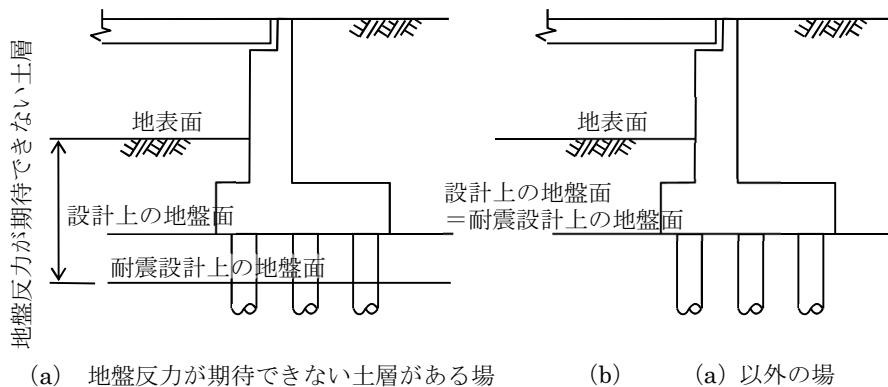 地盤反力が期待できない土層
地表面
設計上の地盤面
耐震設計上の地盤面
(a) 地盤反力が期待できない土層がある場
地表面
設計上の地盤面
＝耐震設計上の地盤面
(b) (a) 以外の場